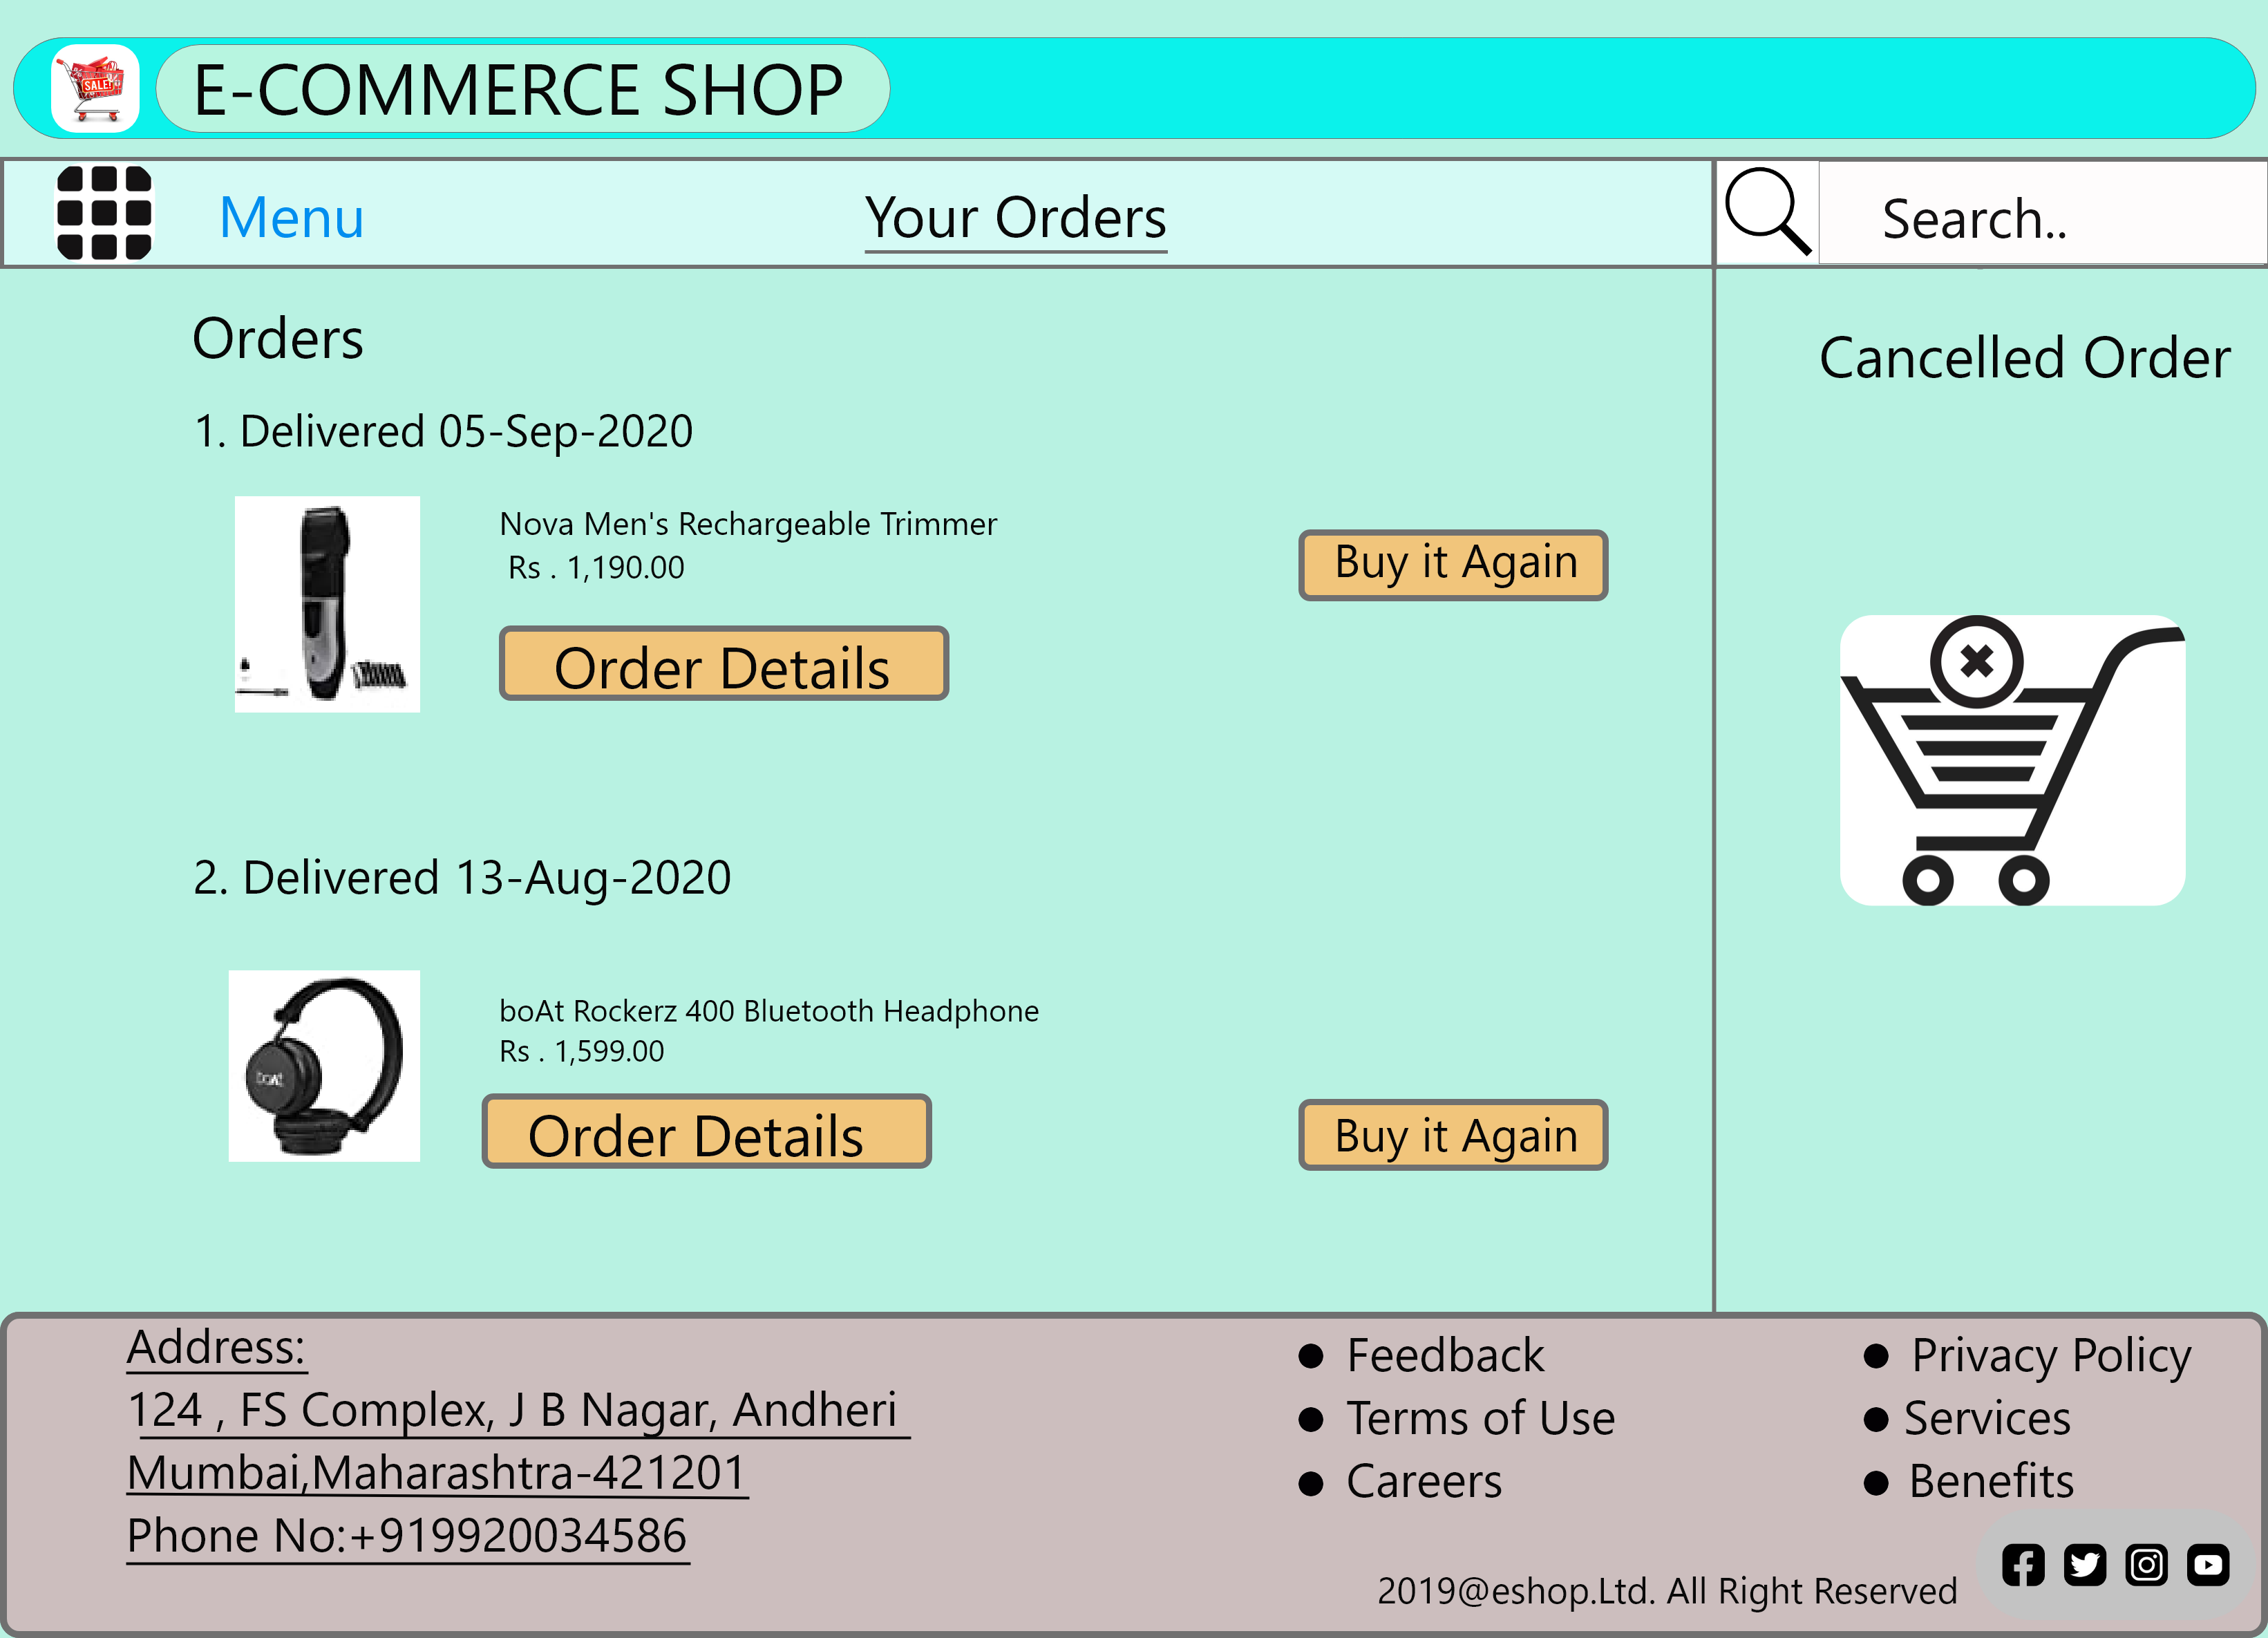 SALE!
E-COMMERCE SHOP
Menu
Your Orders
Search..
Orders
Cancelled Order
1. Delivered 05-Sep-2020
Nova Men's Rechargeable Trimmer
Rs . 1,190.00
Buy it Again
Order Details
2. Delivered 13-Aug-2020
boAt
boAt Rockerz 400 Bluetooth Headphone
Rs . 1,599.00
Order Details
Buy it Again
Address:
124 , FS Complex, J B Nagar, Andheri
Mumbai,Maharashtra-421201
Phone No:+919920034586
Feedback
Terms of Use
Careers
Privacy Policy
Services
Benefits
2019@eshop.Ltd. All Right Reserved